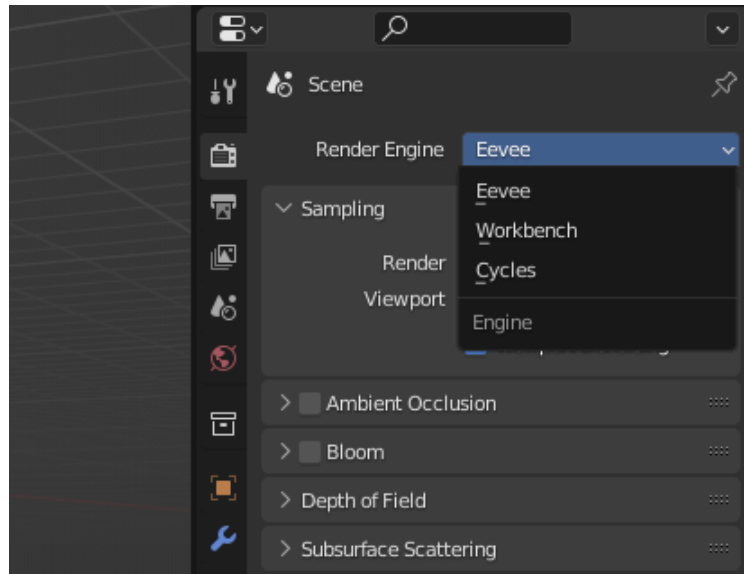 Scene
Render Engine Eevee
Eevee
Sampling
Workbench
Render
Cycles
Viewport
Engine
Ambient Occlusion
Bloom
Depth of Field
Subsurface Scattering